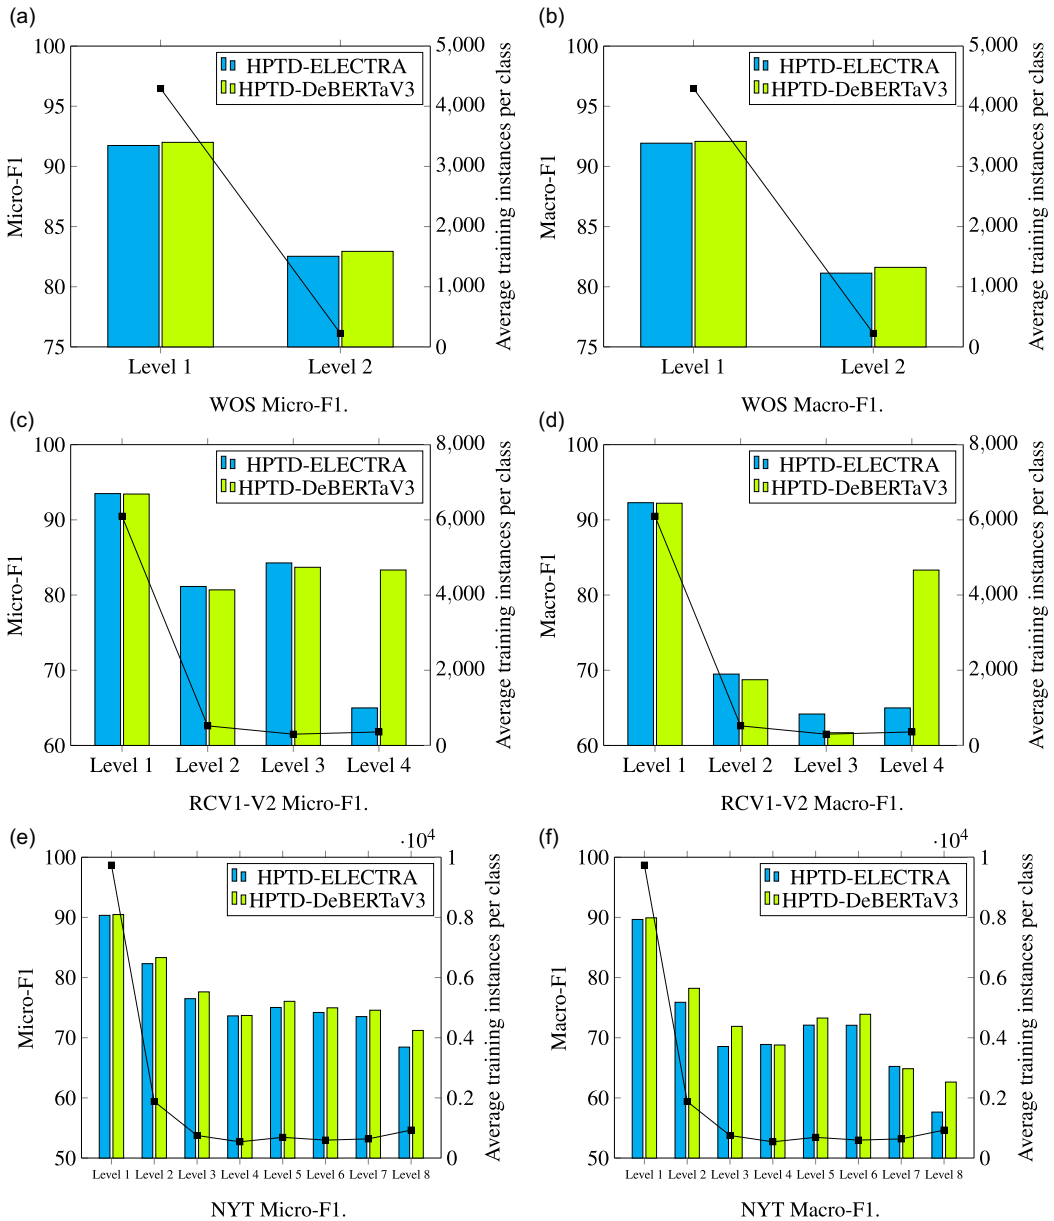 (a)
100
95
90
85
80
75
Micro-F1
5,000
4,000
3,000
2,000
1,000
0
Average training instances per class
HPTD-ELECTRA
HPTD-DeBERTaV3
Level 1 Level 2
WOS Micro-F1.
(b)
100
95
90
85
80
75
Macro-F1
5,000
4,000
3,000
2,000
1,000
0
Average training instances per class
HPTD-ELECTRA
HPTD-DeBERTaV3
Level 1 Level 2
WOS Macro-F1.
(c)
100
90
80
70
60
Micro-F1
8,000
6,000
4,000
2,000
0
Average training instances per class
HPTD-ELECTRA
HPTD-DeBERTaV3
Level 1 Level 2 Level 3 Level 4
RCV1-V2 Micro-F1.
(d)
100
90
80
70
60
Macro-F1
8,000
6,000
4,000
2,000
0
Average training instances per class
HPTD-ELECTRA
HPTD-DeBERTaV3
Level 1 Level 2 Level 3 Level 4
RCV1-V2 Macro-F1.
(e)
100
90
80
70
60
50
Micro-F1
·10⁴
1
0.8
0.6
0.4
0.2
0
Average training instances per class
HPTD-ELECTRA
HPTD-DeBERTaV3
Level 1 Level 2 Level 3 Level 4 Level 5 Level 6 Level 7 Level 8
NYT Micro-F1.
(f)
100
90
80
70
60
50
Macro-F1
·10⁴
1
0.8
0.6
0.4
0.2
0
Average training instances per class
HPTD-ELECTRA
HPTD-DeBERTaV3
Level 1 Level 2 Level 3 Level 4 Level 5 Level 6 Level 7 Level 8
NYT Macro-F1.